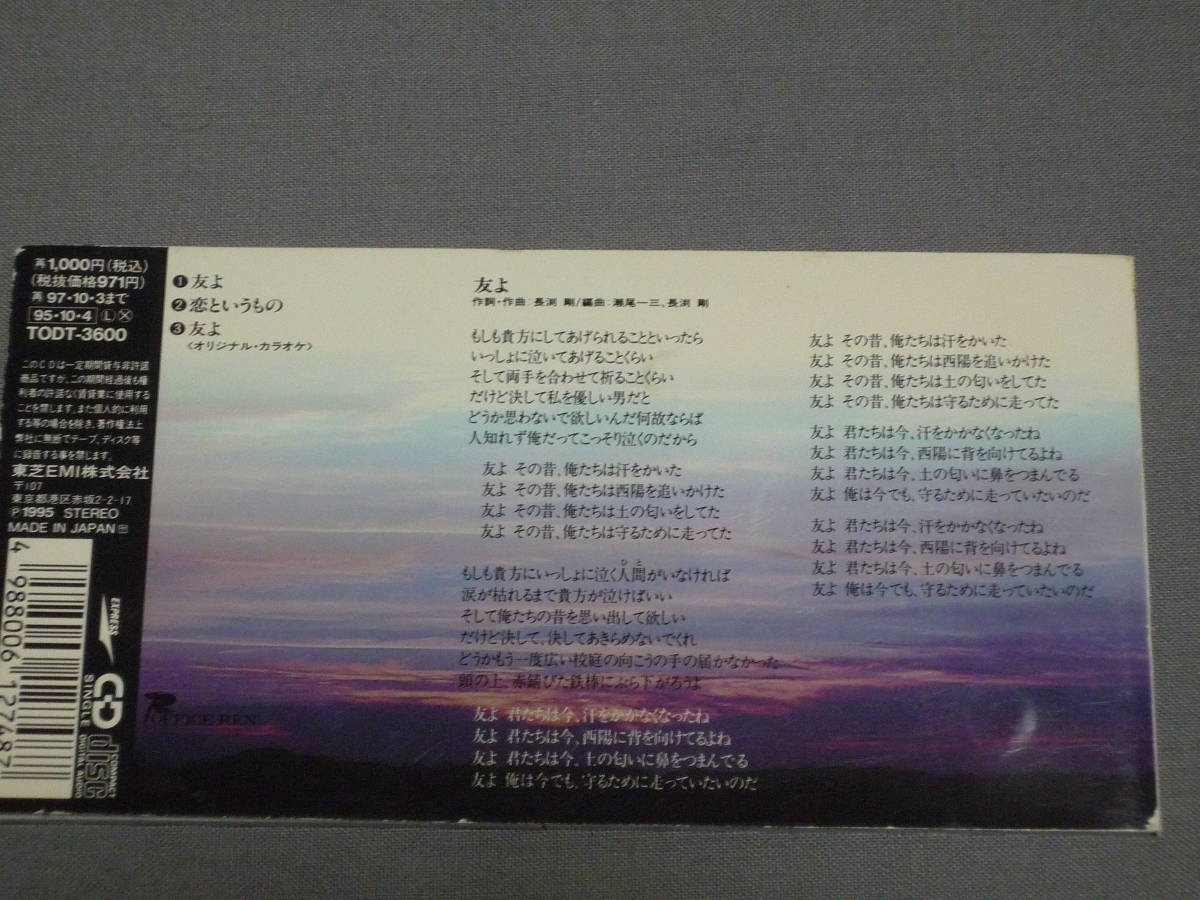 再1,000円(税込)
(税抜価格971円)
再97・10・3まで
95・10・4 Ⓛ Ⓧ
TODT-3600
このCDは一定期間貸与非許諾
商品ですが、この期間経過後も権
利者の許諾なく賃貸業に使用する
ことを禁じます。また個人的に利用
する等の場合を除き、著作権法上
弊社に無断でテープ、ディスク等
に録音する事を禁じます。
東芝EMI株式会社
〒107
東京都港区赤坂2-2-17
Ⓟ1995 STEREO
MADE IN JAPAN
4 988006 12748
EXPRESS
CD
SINGLE
COMPACT
disc
DIGITAL AUDIO
❶ 友よ
❷ 恋というもの
❸ 友よ
〈オリジナル・カラオケ〉
OFFICE REN
友よ
作詞・作曲:長渕 剛/編曲:瀬尾一三、長渕 剛
もしも貴方にしてあげられることといったら
いっしょに泣いてあげることくらい
そして両手を合わせて祈ることくらい
だけど決して私を優しい男だと
どうか思わないで欲しいんだ何故ならば
人知れず俺だってこっそり泣くのだから
友よ その昔、俺たちは汗をかいた
友よ その昔、俺たちは西陽を追いかけた
友よ その昔、俺たちは土の匂いをしてた
友よ その昔、俺たちは守るために走ってた
ひと
もしも貴方にいっしょに泣く人間がいなければ
涙が枯れるまで貴方が泣けばいい
そして俺たちの昔を思い出して欲しい
だけど決して、決してあきらめないでくれ
どうかもう一度広い校庭の向こうの手の届かなかった
頭の上、赤錆びた鉄棒にぶら下がろうよ
友よ 君たちは今、汗をかかなくなったね
友よ 君たちは今、西陽に背を向けてるよね
友よ 君たちは今、土の匂いに鼻をつまんでる
友よ 俺は今でも、守るために走っていたいのだ
友よ その昔、俺たちは汗をかいた
友よ その昔、俺たちは西陽を追いかけた
友よ その昔、俺たちは土の匂いをしてた
友よ その昔、俺たちは守るために走ってた
友よ 君たちは今、汗をかかなくなったね
友よ 君たちは今、西陽に背を向けてるよね
友よ 君たちは今、土の匂いに鼻をつまんでる
友よ 俺は今でも、守るために走っていたいのだ
友よ 君たちは今、汗をかかなくなったね
友よ 君たちは今、西陽に背を向けてるよね
友よ 君たちは今、土の匂いに鼻をつまんでる
友よ 俺は今でも、守るために走っていたいのだ